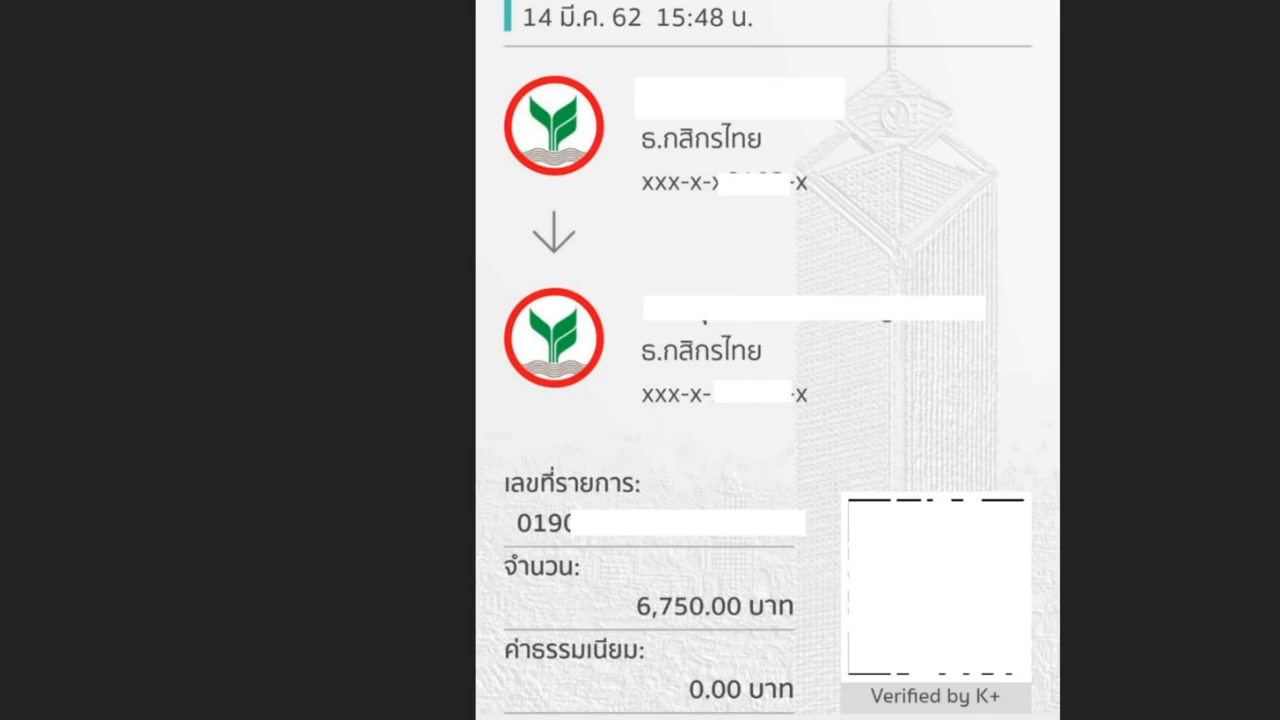 14 มี.ค. 62 15:48 น.
ธ.กสิกรไทย
xxx-x-x -x
ธ.กสิกรไทย
xxx-x- -x
เลขที่รายการ:
0190
จำนวน:
6,750.00 บาท
ค่าธรรมเนียม:
0.00 บาท
Verified by K+